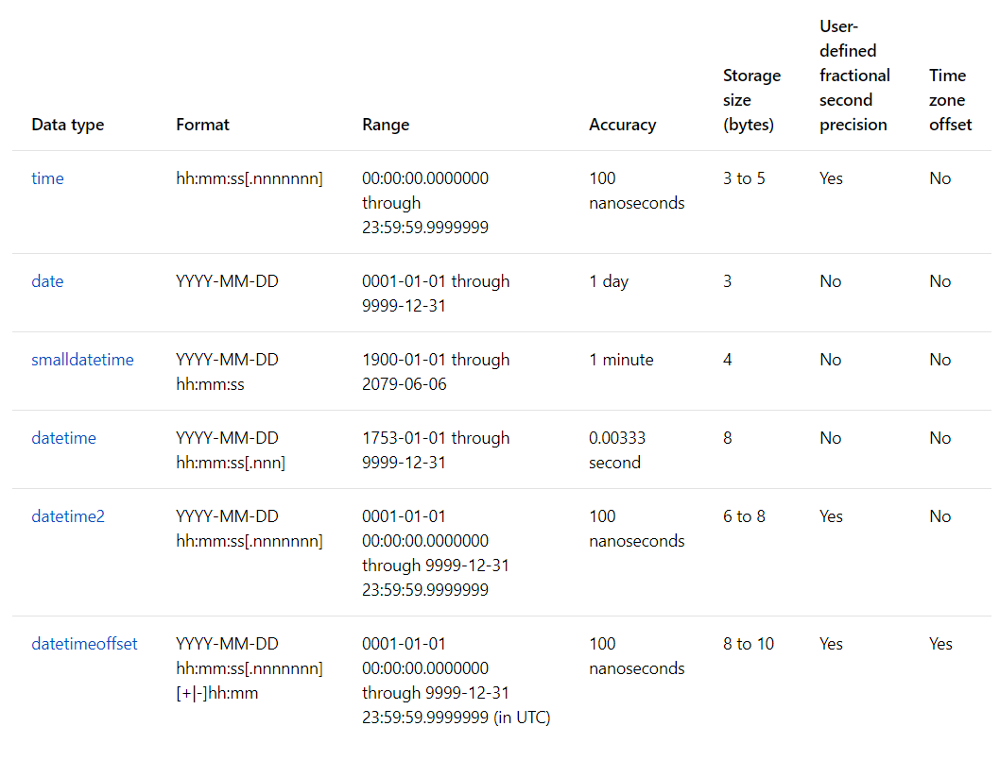 Data type Format Range Accuracy Storage size (bytes) User-defined fractional second precision Time zone offset
time hh:mm:ss[.nnnnnnn] 00:00:00.0000000 through 23:59:59.9999999 100 nanoseconds 3 to 5 Yes No
date YYYY-MM-DD 0001-01-01 through 9999-12-31 1 day 3 No No
smalldatetime YYYY-MM-DD hh:mm:ss 1900-01-01 through 2079-06-06 1 minute 4 No No
datetime YYYY-MM-DD hh:mm:ss[.nnn] 1753-01-01 through 9999-12-31 0.00333 second 8 No No
datetime2 YYYY-MM-DD hh:mm:ss[.nnnnnnn] 0001-01-01 00:00:00.0000000 through 9999-12-31 23:59:59.9999999 100 nanoseconds 6 to 8 Yes No
datetimeoffset YYYY-MM-DD hh:mm:ss[.nnnnnnn] [+|-]hh:mm 0001-01-01 00:00:00.0000000 through 9999-12-31 23:59:59.9999999 (in UTC) 100 nanoseconds 8 to 10 Yes Yes